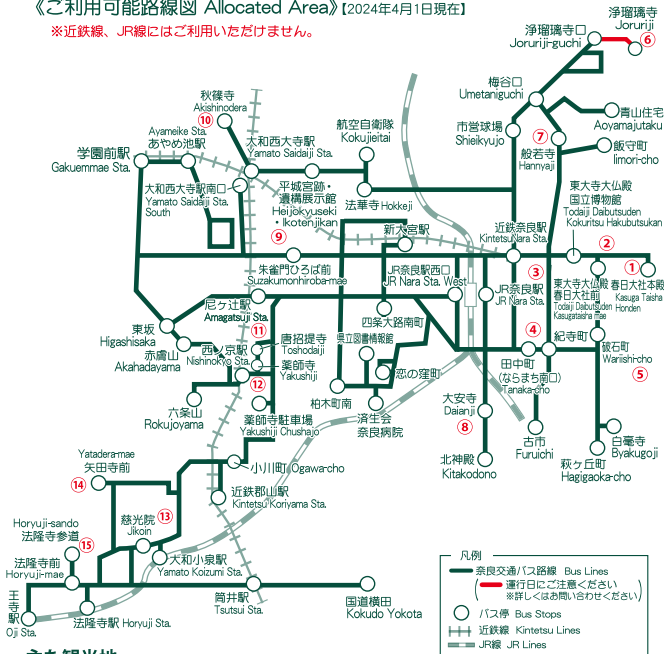 《ご利用可能路線図 Allocated Area》【2024年4月1日現在】
※近鉄線、JR線にはご利用いただけません。
浄瑠璃寺
Joruriji
⑥
浄瑠璃寺口
Joruriji-guchi
梅谷口
Umetaniguchi
青山住宅
Aoyamajutaku
市営球場
Shieikyujo
⑦
般若寺
Hannyaji
飯守町
Iimori-cho
秋篠寺
Akishinodera
⑩
航空自衛隊
Kokujieitai
Ayameike Sta.
あやめ池駅
大和西大寺駅
Yamato Saidaiji Sta.
学園前駅
Gakuemmae Sta.
大和西大寺駅南口
Yamato Saidaiji Sta.
South
平城宮跡・
遺構展示館
Heijokyuseki
・Ikotenjikan
法華寺 Hokkeji
⑨
新大宮駅
近鉄奈良駅
Kintetsu Nara Sta.
東大寺大仏殿
国立博物館
Todaiji Daibutsuden
Kokuritsu Hakubutsukan
②
①
③
朱雀門ひろば前
Suzakumonhiroba-mae
JR奈良駅西口
JR Nara Sta. West
JR奈良駅
JR Nara Sta.
東大寺大仏殿
春日大社前
Todaiji Daibutsuden
Kasugataisha mae
春日大社本殿
Kasuga Taisha
Honden
尼ヶ辻駅
Amagatsuji Sta.
四条大路南町
東坂
Higashisaka
赤膚山
Akahadayama
⑪
唐招提寺
Toshodaiji
西ノ京駅
Nishinokyo Sta.
薬師寺
Yakushiji
⑫
県立図書情報館
恋の窪町
④
紀寺町
破石町
Wariishi-cho
田中町
(ならまち南口)
Tanaka-cho
⑤
六条山
Rokujoyama
柏木町南
済生会
奈良病院
大安寺
Daianji
⑧
薬師寺駐車場
Yakushiji Chushajo
古市
Furuichi
白毫寺
Byakugoji
萩ヶ丘町
Hagigaoka-cho
北神殿
Kitakodono
Yatadera-mae
矢田寺前
⑭
小川町 Ogawa-cho
近鉄郡山駅
Kintetsu Koriyama Sta.
慈光院
Jikoin
⑬
Horyuji-sando
法隆寺参道
⑮
法隆寺前
Horyuji-mae
大和小泉駅
Yamato Koizumi Sta.
王寺駅
Oji Sta.
法隆寺駅 Horyuji Sta.
筒井駅
Tsutsui Sta.
国道横田
Kokudo Yokota
凡例
奈良交通バス路線 Bus Lines
(運行日にご注意ください
※詳しくはお問い合わせください)
バス停 Bus Stops
近鉄線 Kintetsu Lines
JR線 JR Lines